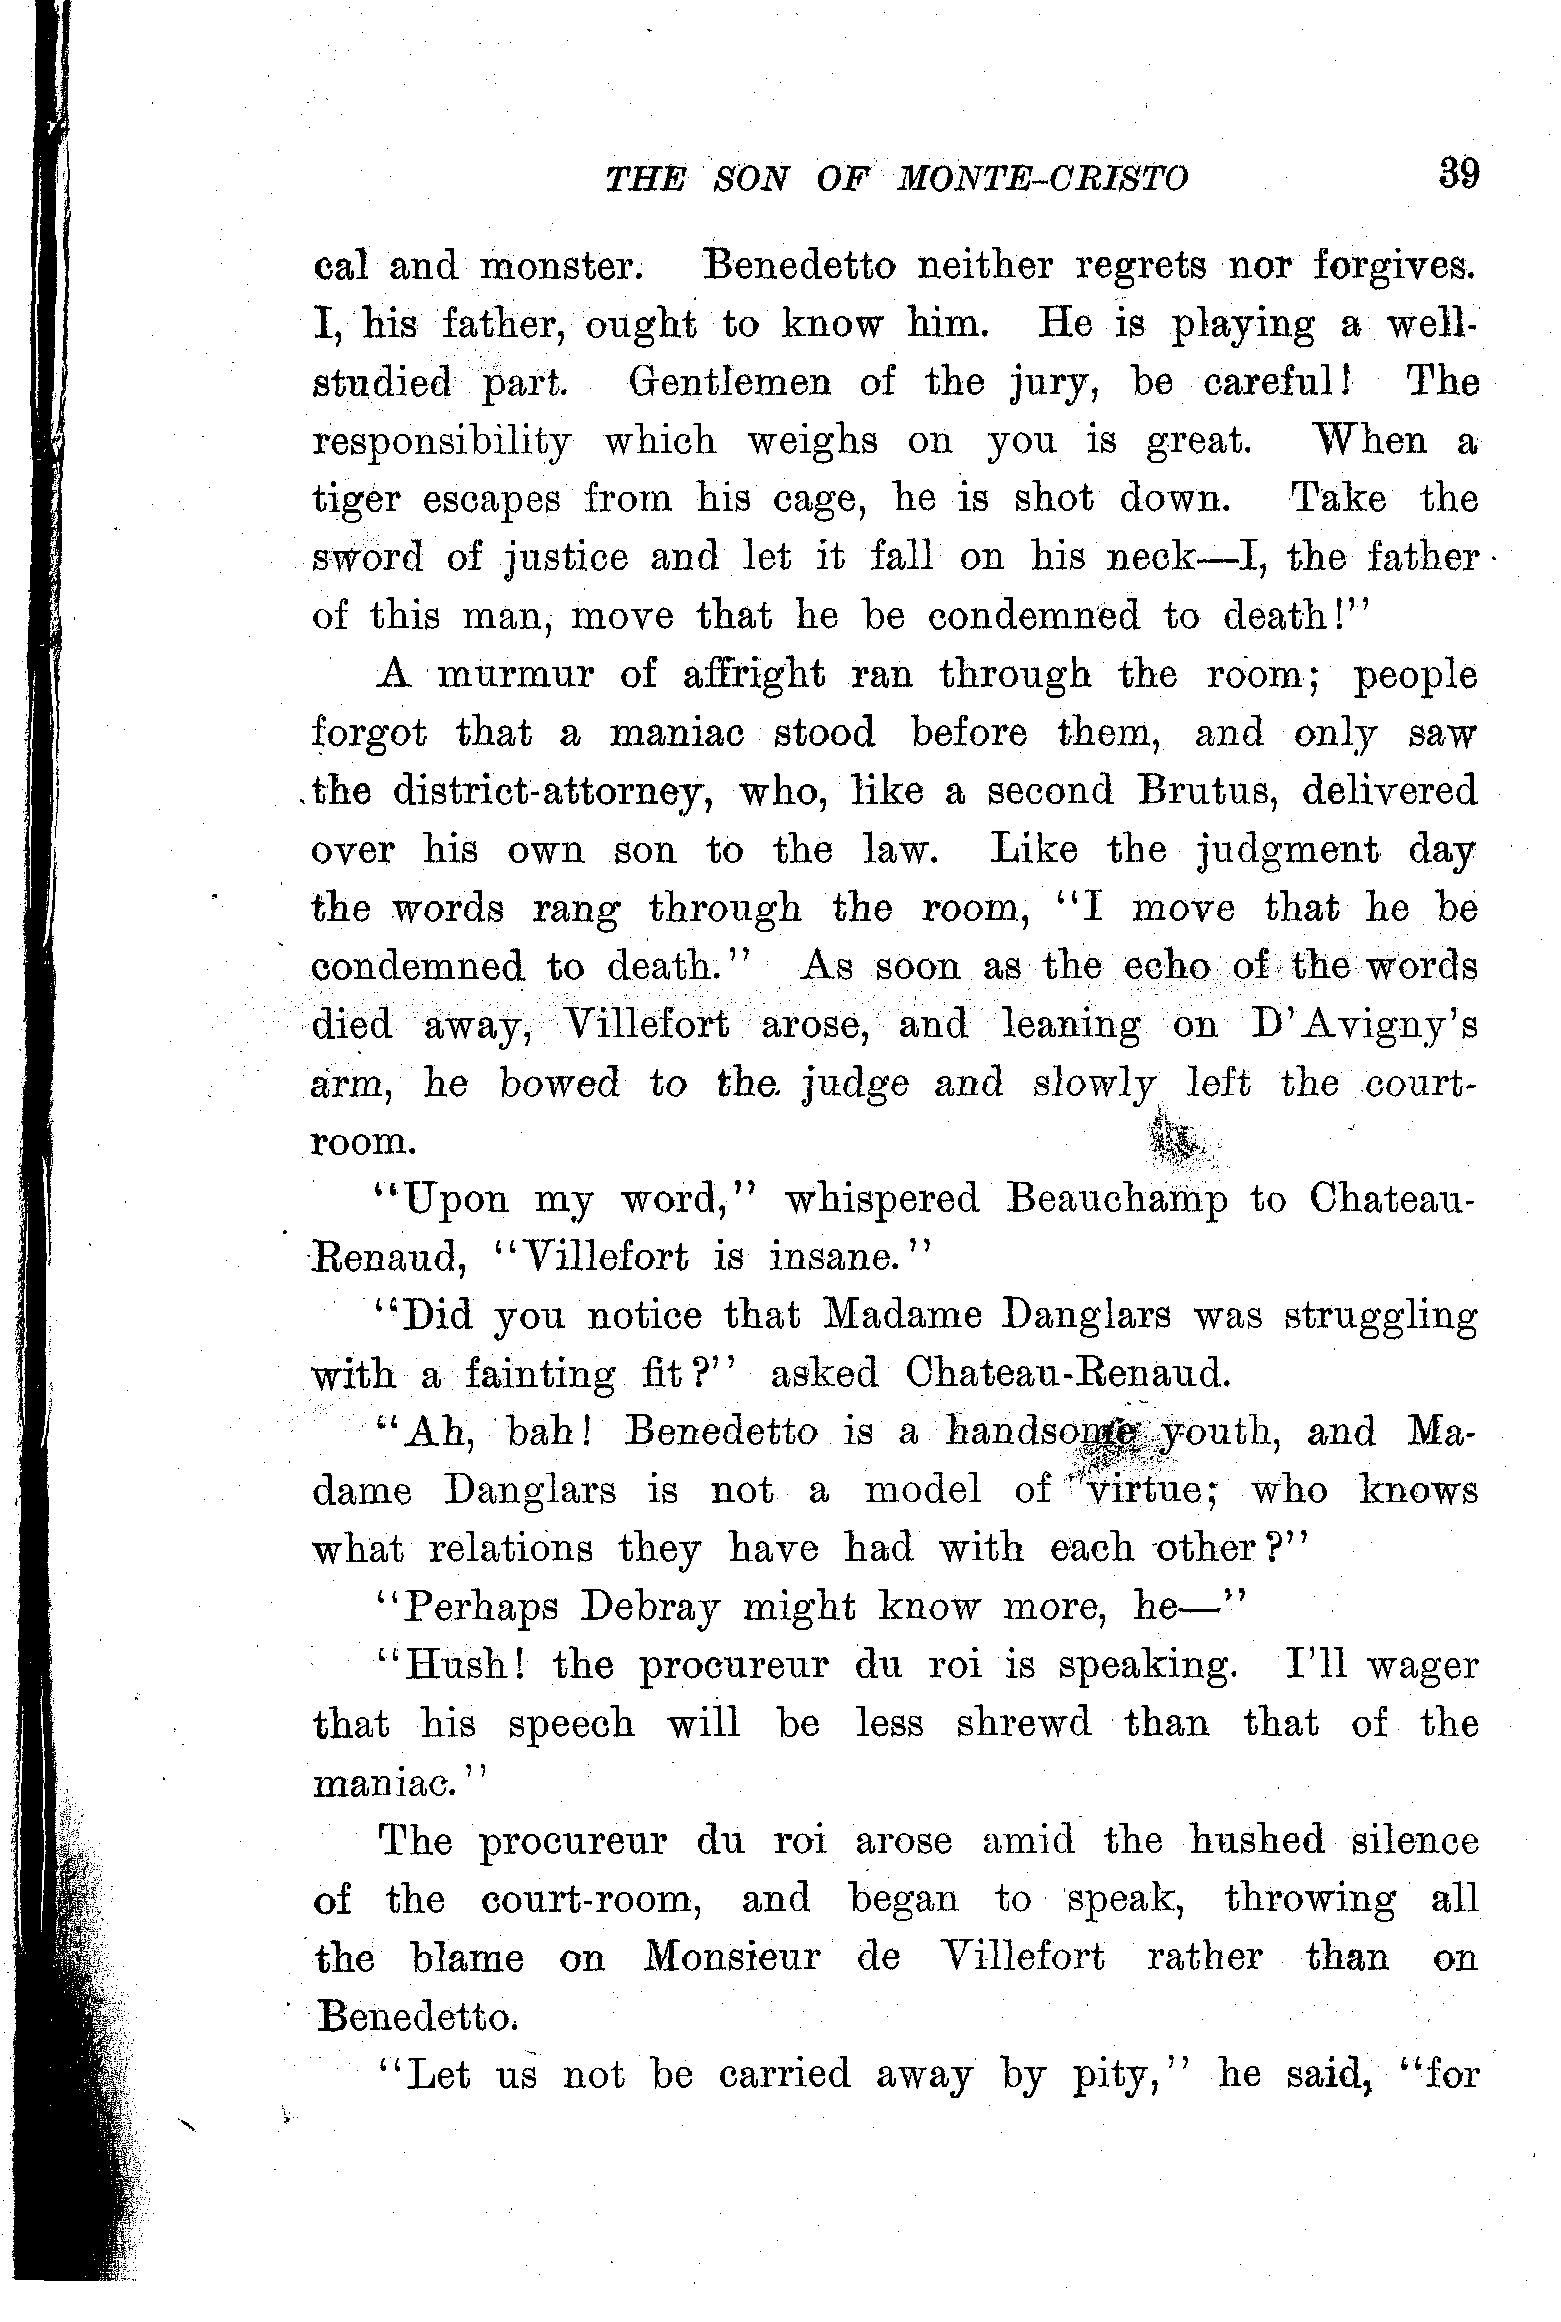 THE SON OF MONTE-CRISTO 39
cal and monster. Benedetto neither regrets nor forgives.
I, his father, ought to know him. He is playing a well-
studied part. Gentlemen of the jury, be careful! The
responsibility which weighs on you is great. When a
tiger escapes from his cage, he is shot down. Take the
sword of justice and let it fall on his neck—I, the father
of this man, move that he be condemned to death!"
A murmur of affright ran through the room; people
forgot that a maniac stood before them, and only saw
the district-attorney, who, like a second Brutus, delivered
over his own son to the law. Like the judgment day
the words rang through the room, "I move that he be
condemned to death." As soon as the echo of the words
died away, Villefort arose, and leaning on D'Avigny's
arm, he bowed to the judge and slowly left the court-
room.
"Upon my word," whispered Beauchamp to Chateau-
Renaud, "Villefort is insane."
"Did you notice that Madame Danglars was struggling
with a fainting fit?" asked Chateau-Renaud.
"Ah, bah! Benedetto is a handsome youth, and Ma-
dame Danglars is not a model of virtue; who knows
what relations they have had with each other?"
"Perhaps Debray might know more, he—"
"Hush! the procureur du roi is speaking. I'll wager
that his speech will be less shrewd than that of the
maniac."
The procureur du roi arose amid the hushed silence
of the court-room, and began to speak, throwing all
the blame on Monsieur de Villefort rather than on
Benedetto.
"Let us not be carried away by pity," he said, "for